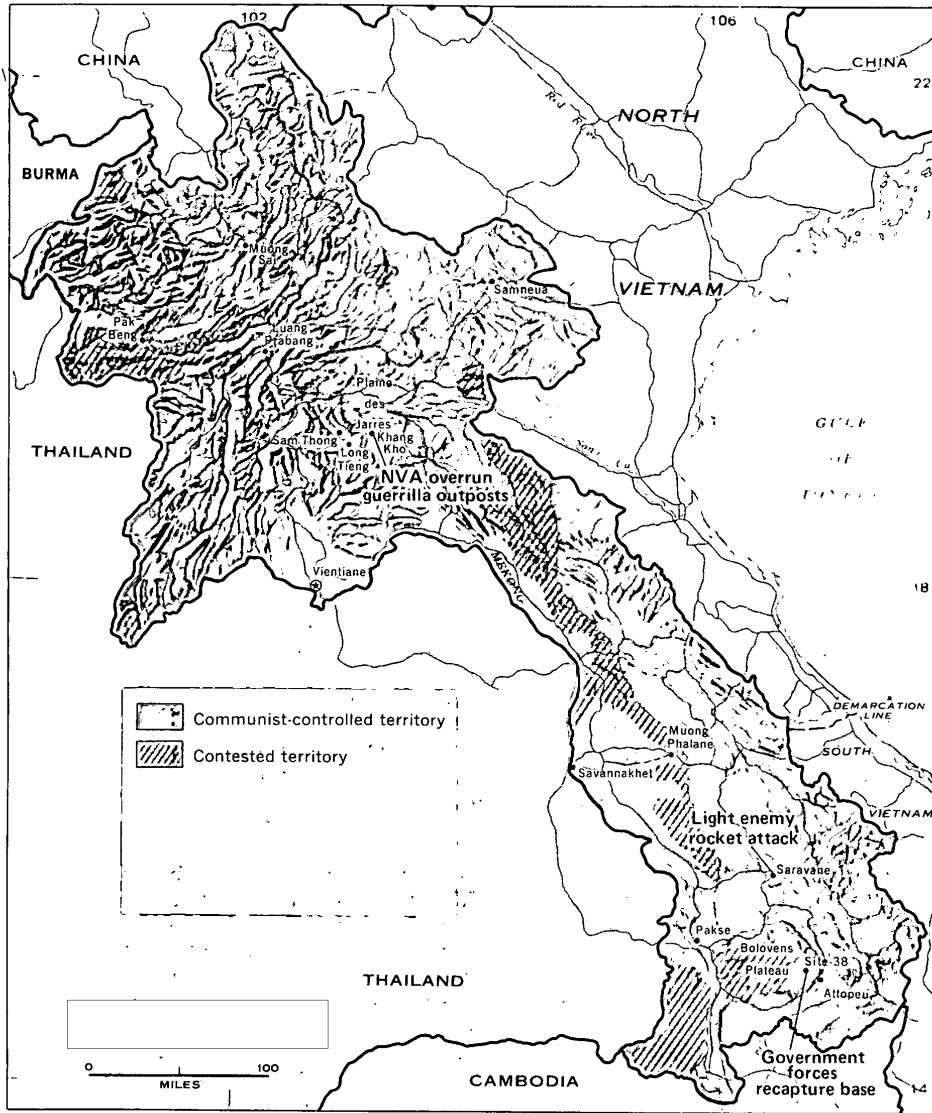 102
106
CHINA
CHINA
22
NORTH
Red
BURMA
Muong
Sai
Samneua
VIETNAM
Pak
Beng
Luang
Prabang
Plaine
des
Jarres
GULF
THAILAND
Sam Thong
Khang
Kho
Long
Tieng
NVA overrun
guerrilla outposts
MEKONG
Vientiane
18
Communist-controlled territory
Contested territory
DEMARCATION
LINE
Muong
Phalane
SOUTH
Savannakhet
VIETNAM
Light enemy
rocket attack
Saravane
Pakse
Bolovens
Plateau
Site-38
Attopeu
THAILAND
Government
forces
recapture base
0 100
MILES
CAMBODIA
14